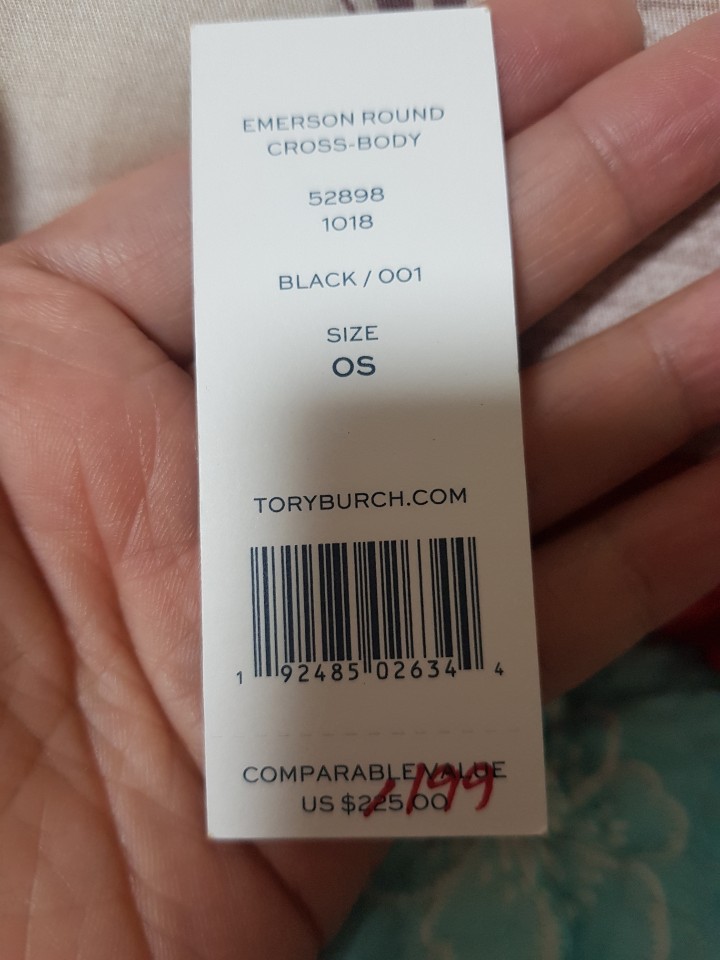 EMERSON ROUND
CROSS-BODY
52898
1018
BLACK / 001
SIZE
OS
TORYBURCH.COM
1 92485 02634 4
COMPARABLE VALUE
US $225.00
199